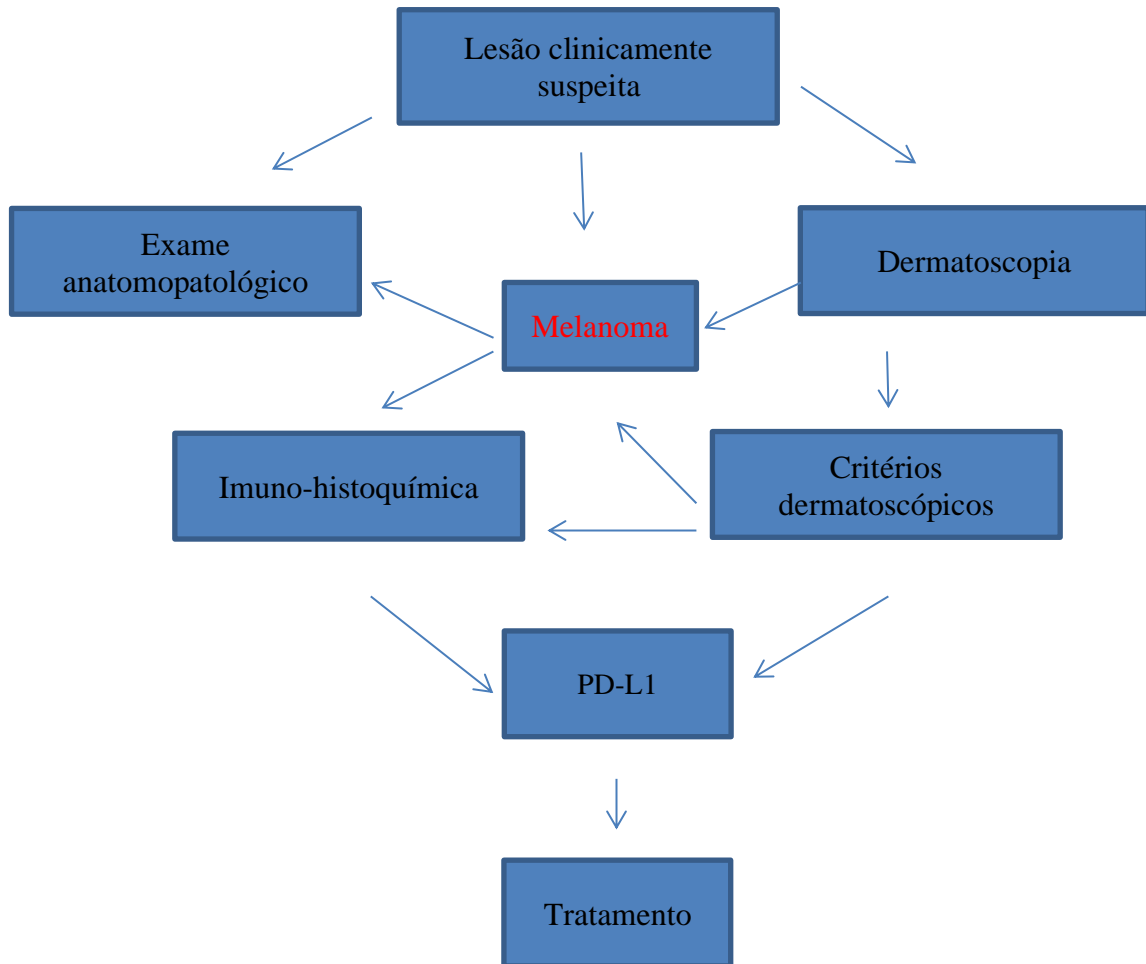 Lesão clinicamente
suspeita
Exame
anatomopatológico
Dermatoscopia
Melanoma
Imuno-histoquímica
Critérios
dermatoscópicos
PD-L1
Tratamento